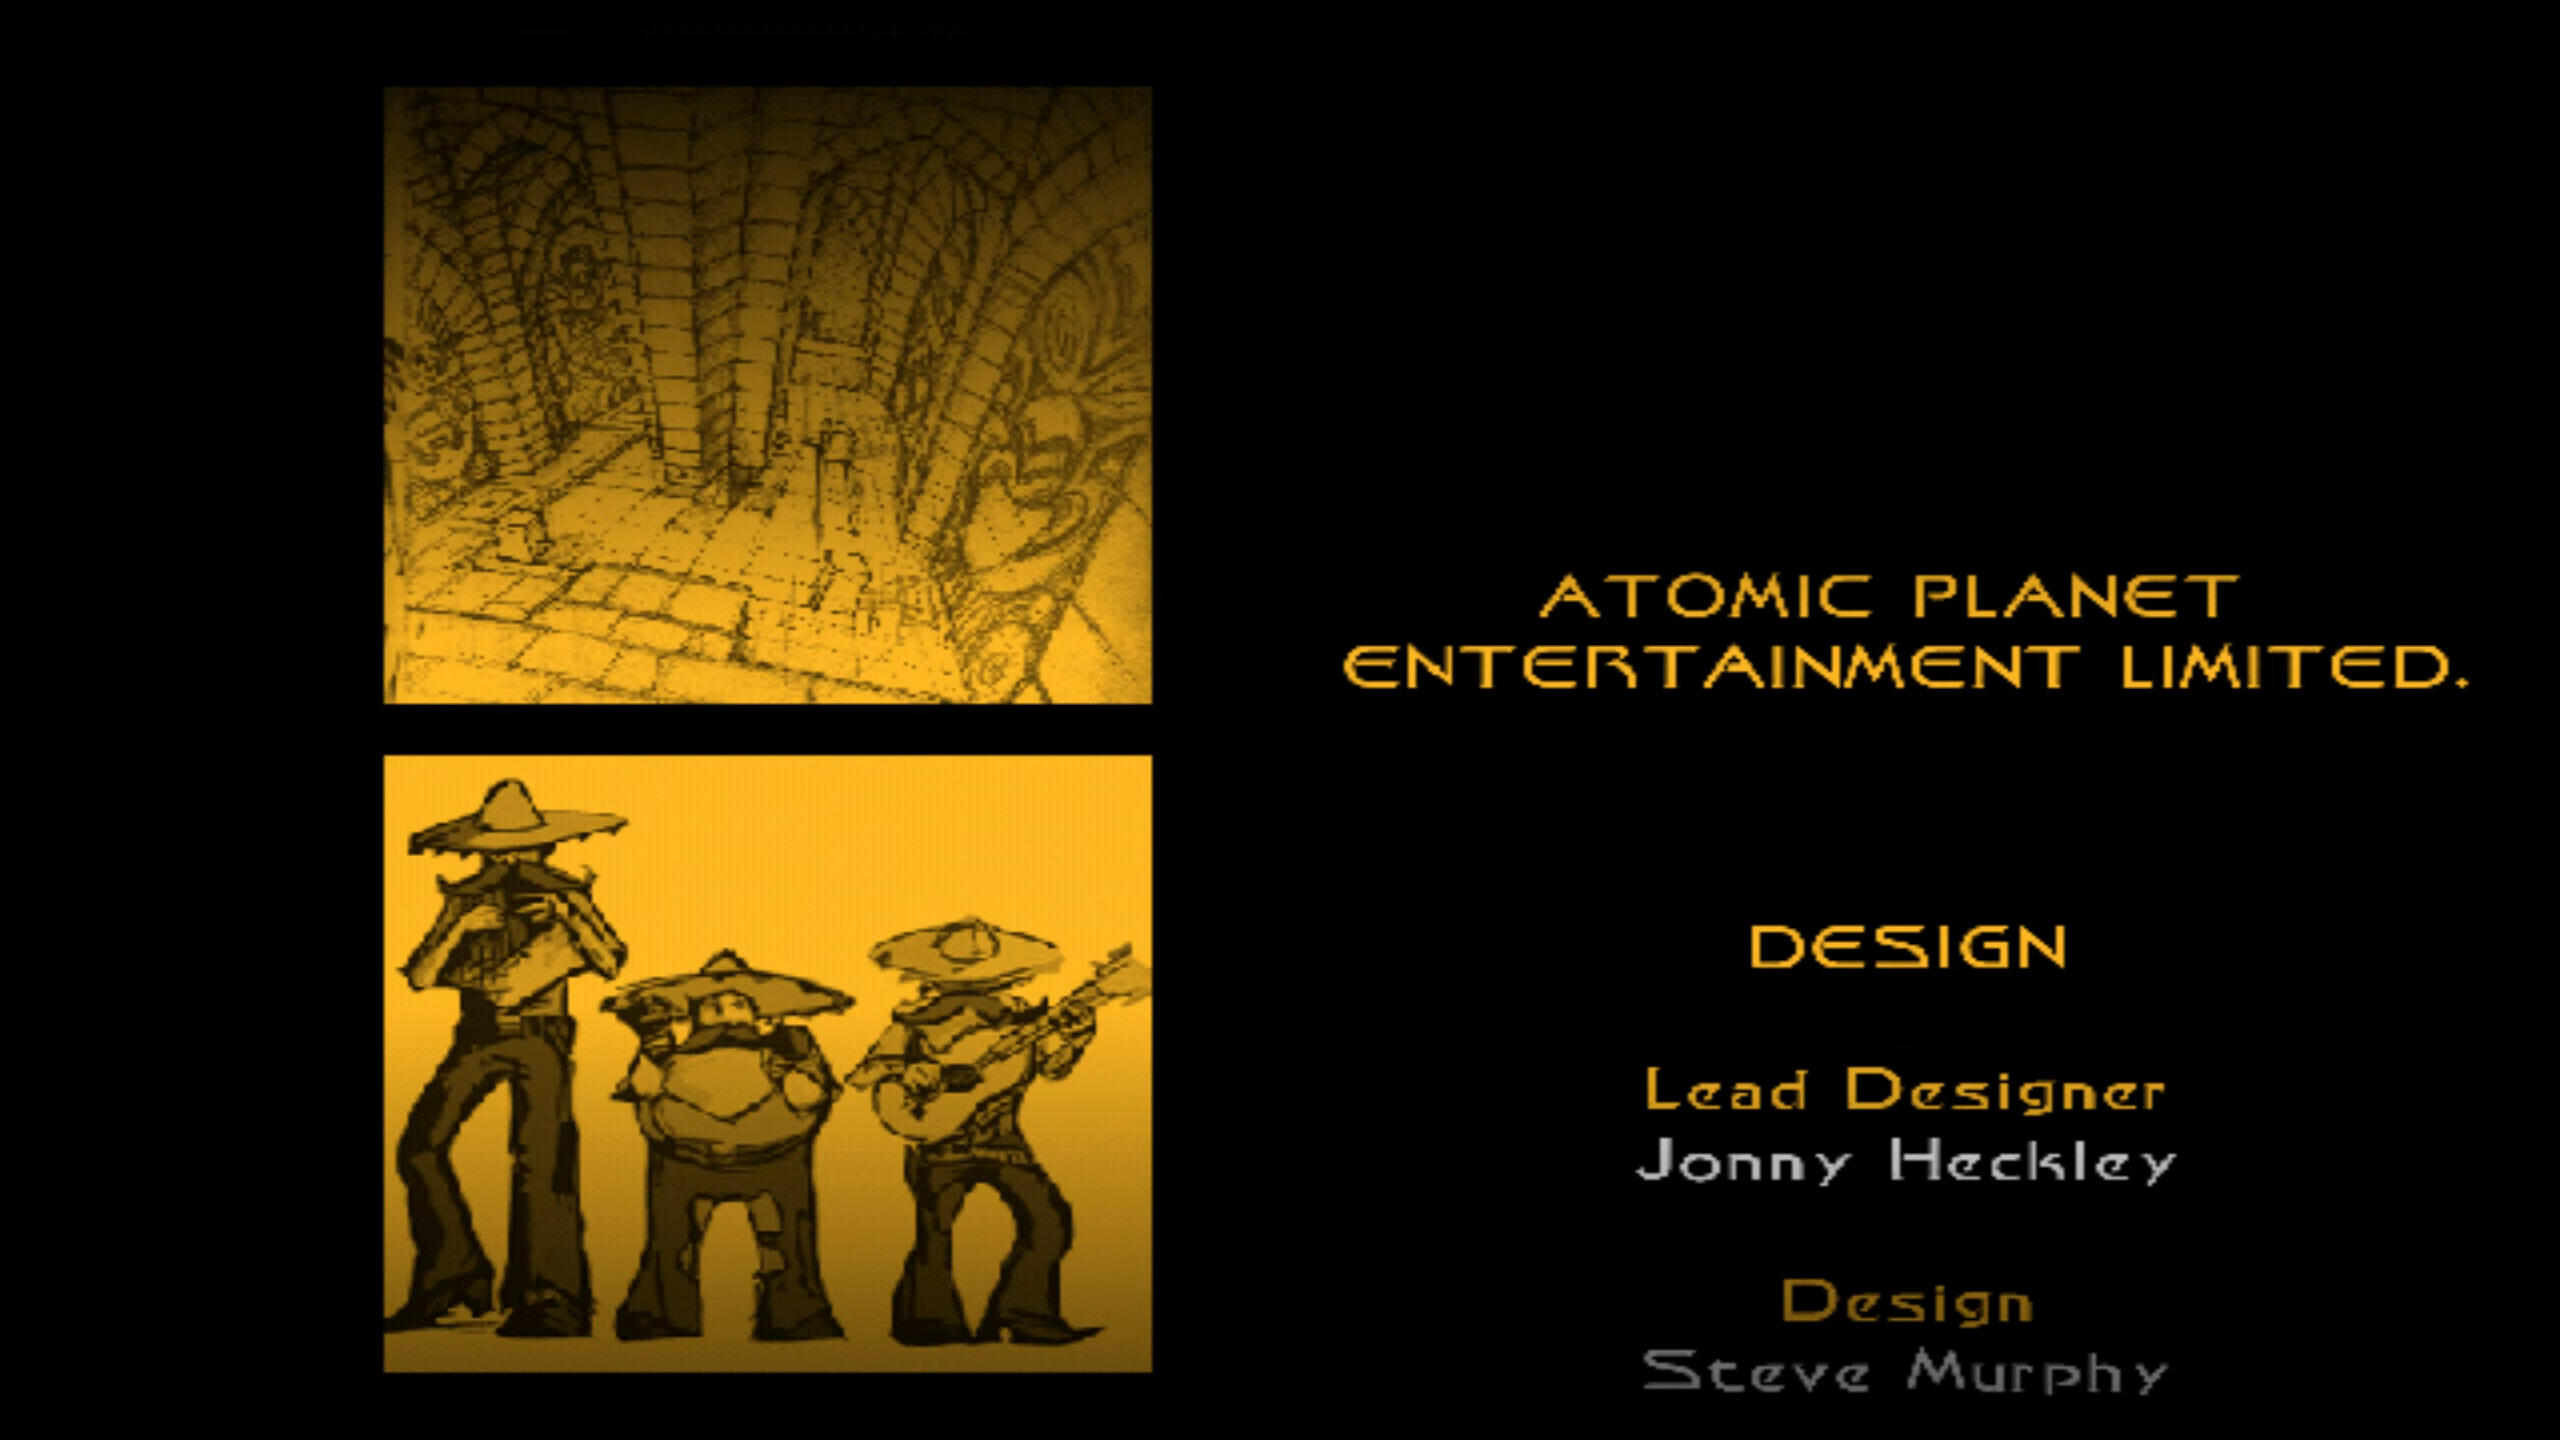 ATOMIC PLANET
ENTERTAINMENT LIMITED.
DESIGN
Lead Designer
Jonny Heckley
Design
Steve Murphy